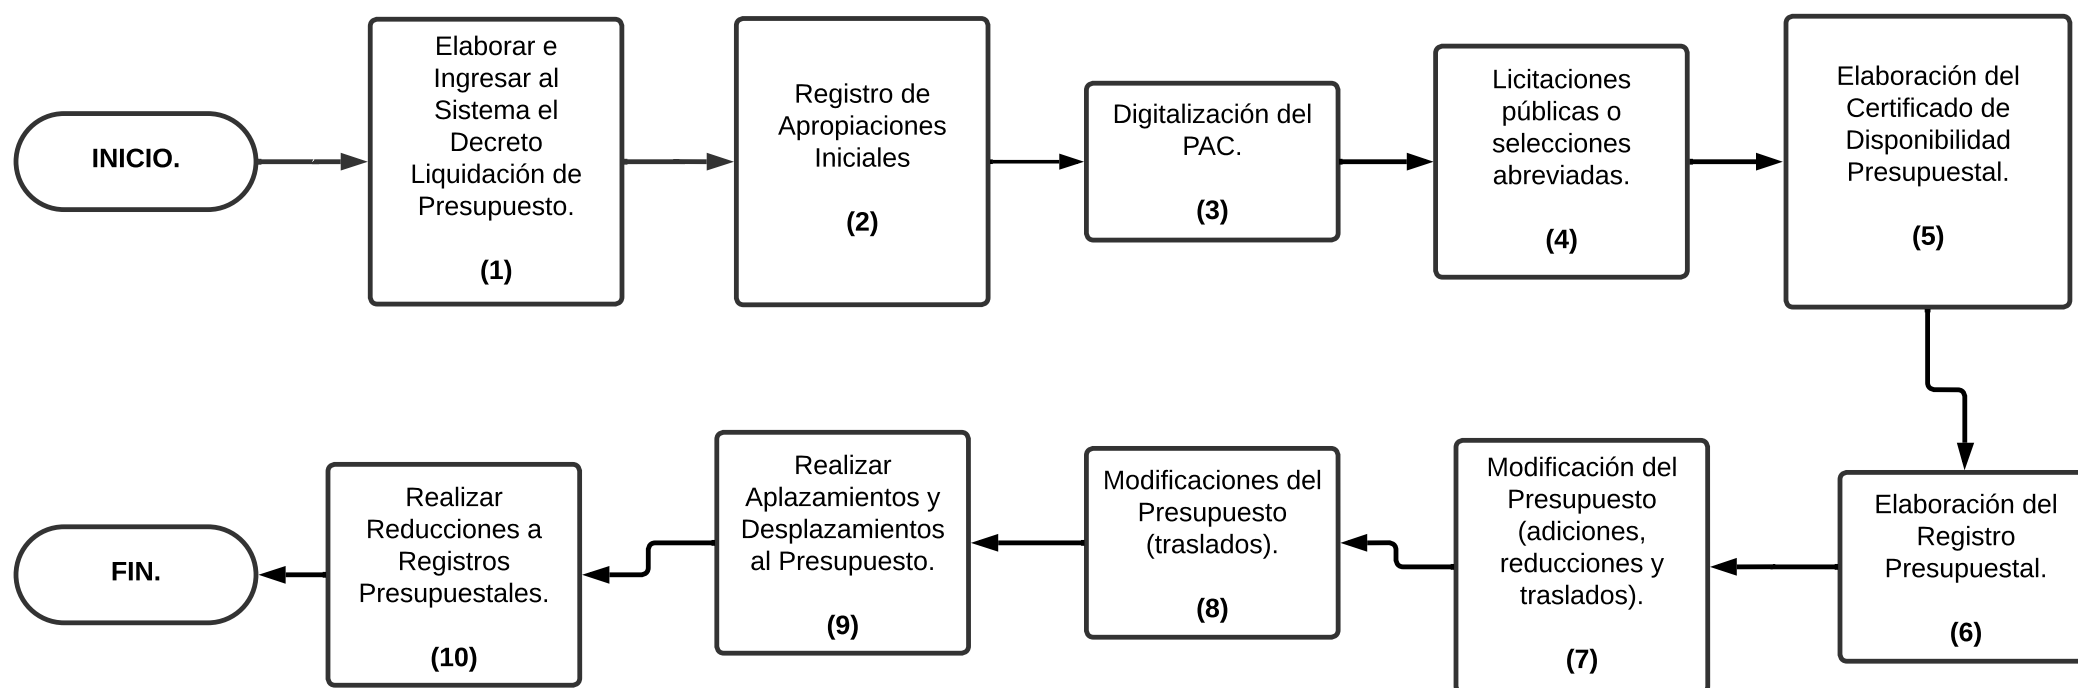 INICIO.
Elaborar e
Ingresar al
Sistema el
Decreto
Liquidación de
Presupuesto.
(1)
Registro de
Apropiaciones
Iniciales
(2)
Digitalización del
PAC.
(3)
Licitaciones
públicas o
selecciones
abreviadas.
(4)
Elaboración del
Certificado de
Disponibilidad
Presupuestal.
(5)
Elaboración del
Registro
Presupuestal.
(6)
Modificación del
Presupuesto
(adiciones,
reducciones y
traslados).
(7)
Modificaciones del
Presupuesto
(traslados).
(8)
Realizar
Aplazamientos y
Desplazamientos
al Presupuesto.
(9)
Realizar
Reducciones a
Registros
Presupuestales.
(10)
FIN.